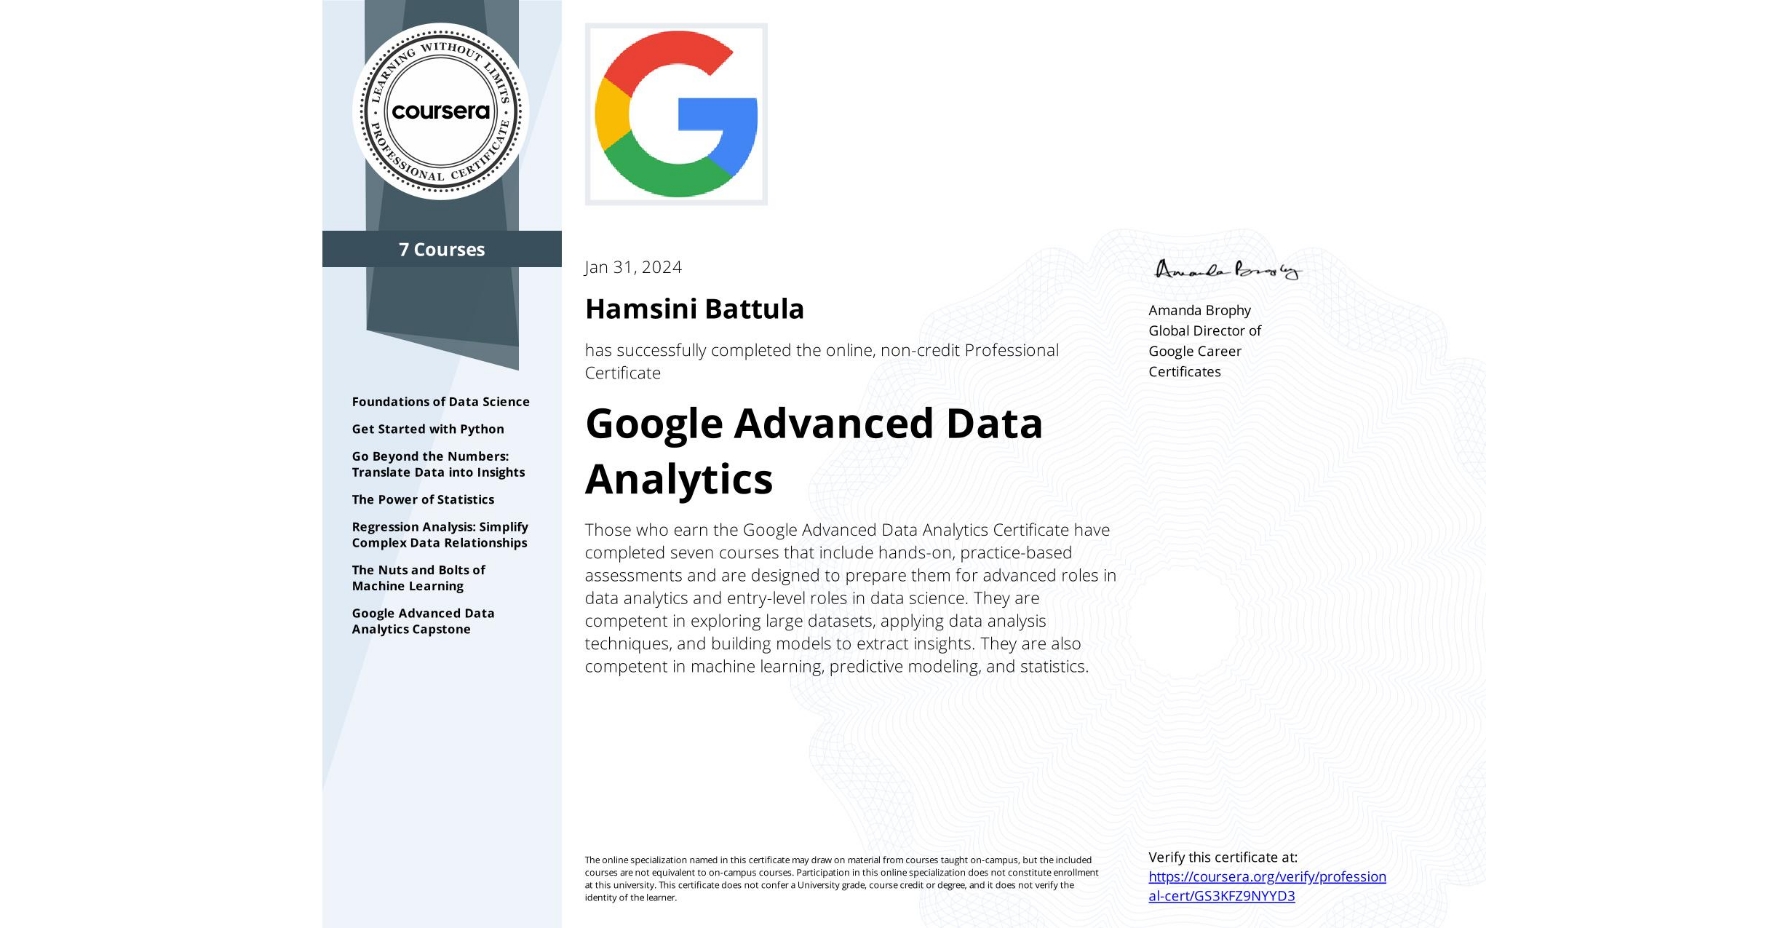 LEARNING WITHOUT LIMITS
coursera
PROFESSIONAL CERTIFICATE
7 Courses
Foundations of Data Science
Get Started with Python
Go Beyond the Numbers:
Translate Data into Insights
The Power of Statistics
Regression Analysis: Simplify
Complex Data Relationships
The Nuts and Bolts of
Machine Learning
Google Advanced Data
Analytics Capstone
Jan 31, 2024
Hamsini Battula
has successfully completed the online, non-credit Professional
Certificate
Google Advanced Data
Analytics
Those who earn the Google Advanced Data Analytics Certificate have
completed seven courses that include hands-on, practice-based
assessments and are designed to prepare them for advanced roles in
data analytics and entry-level roles in data science. They are
competent in exploring large datasets, applying data analysis
techniques, and building models to extract insights. They are also
competent in machine learning, predictive modeling, and statistics.
The online specialization named in this certificate may draw on material from courses taught on-campus, but the included
courses are not equivalent to on-campus courses. Participation in this online specialization does not constitute enrollment
at this university. This certificate does not confer a University grade, course credit or degree, and it does not verify the
identity of the learner.
Amanda Brophy
Amanda Brophy
Global Director of
Google Career
Certificates
Verify this certificate at:
https://coursera.org/verify/profession
al-cert/GS3KFZ9NYYD3